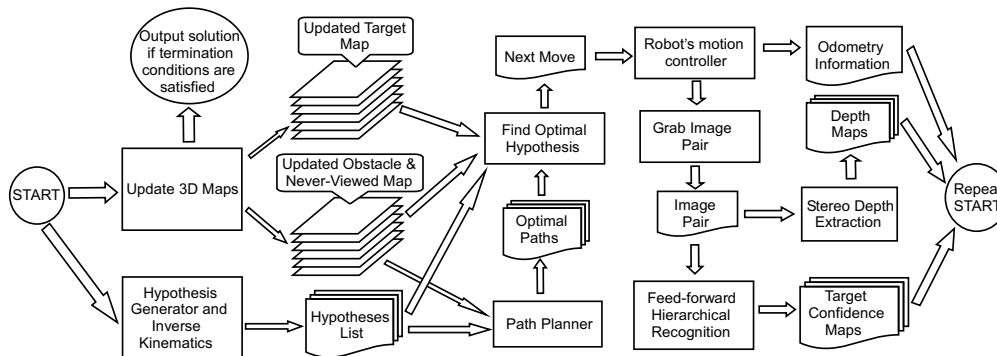 Output solution
if termination
conditions are
satisfied
Updated Target
Map
Next Move
Robot's motion
controller
Odometry
Information
Find Optimal
Hypothesis
Grab Image
Pair
Depth
Maps
START
Update 3D Maps
Updated Obstacle &
Never-Viewed Map
Optimal
Paths
Image
Pair
Stereo Depth
Extraction
Repeat
START
Hypothesis
Generator and
Inverse
Kinematics
Hypotheses
List
Path Planner
Feed-forward
Hierarchical
Recognition
Target
Confidence
Maps